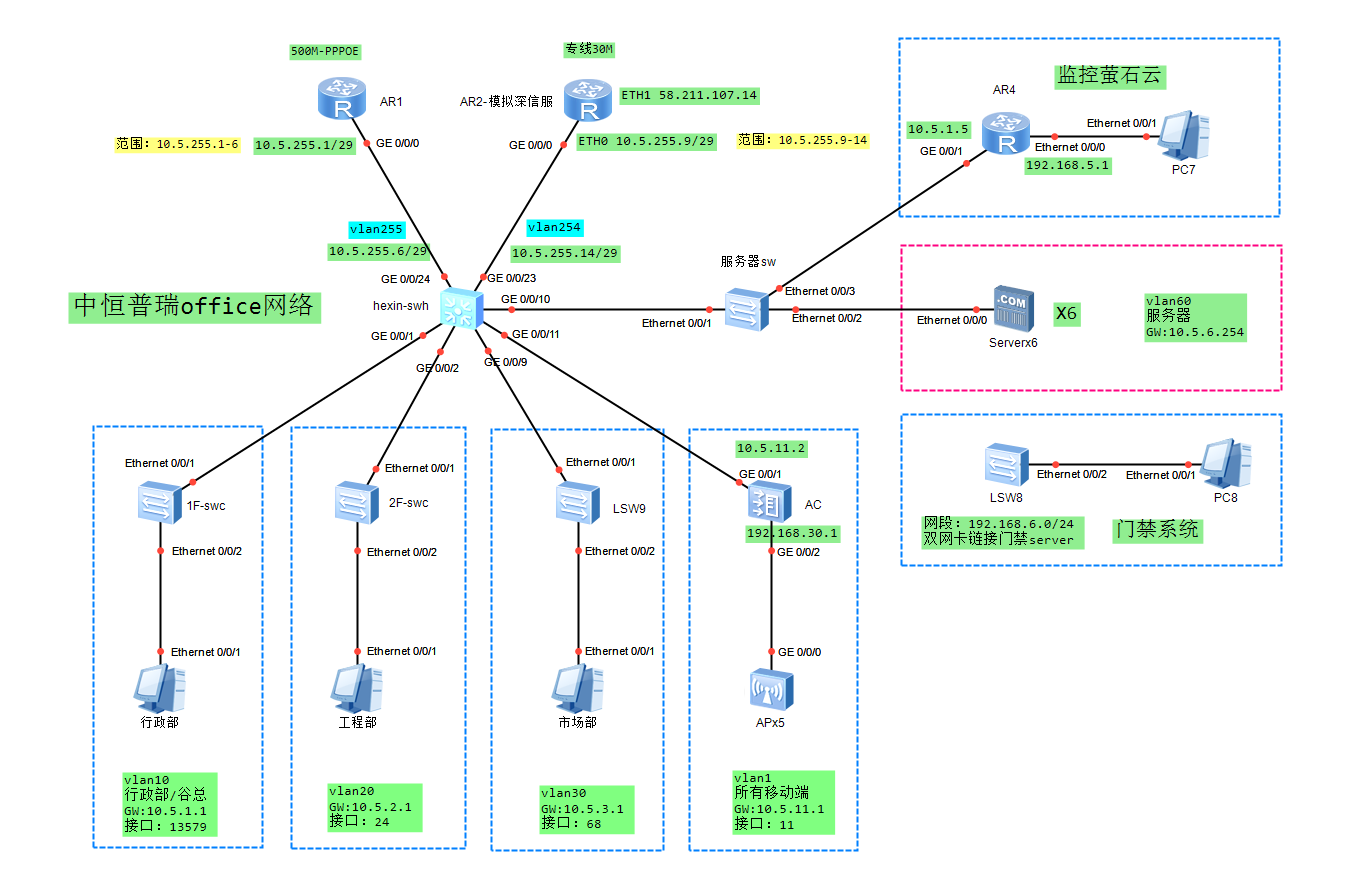 500M-PPPOE
专线30M
AR1
AR2-模拟深信服
ETH1 58.211.107.14
范围: 10.5.255.1-6
10.5.255.1/29
GE 0/0/0
GE 0/0/0
ETH0 10.5.255.9/29
范围: 10.5.255.9-14
监控萤石云
AR4
10.5.1.5
GE 0/0/1
Ethernet 0/0/1
Ethernet 0/0/0
192.168.5.1
PC7
vlan255
10.5.255.6/29
vlan254
10.5.255.14/29
GE 0/0/24
GE 0/0/23
中恒普瑞office网络
hexin-swh
GE 0/0/10
GE 0/0/1
GE 0/0/2
GE 0/0/9
GE 0/0/11
服务器sw
Ethernet 0/0/3
Ethernet 0/0/1
Ethernet 0/0/2
Ethernet 0/0/0
Serverx6
X6
vlan60
服务器
GW:10.5.6.254
LSW8
Ethernet 0/0/2
Ethernet 0/0/1
PC8
网段: 192.168.6.0/24
双网卡链接门禁server
门禁系统
Ethernet 0/0/1
1F-swc
Ethernet 0/0/2
Ethernet 0/0/1
行政部
vlan10
行政部/谷总
GW:10.5.1.1
接口: 13579
Ethernet 0/0/1
2F-swc
Ethernet 0/0/2
Ethernet 0/0/1
工程部
vlan20
GW:10.5.2.1
接口: 24
Ethernet 0/0/1
LSW9
Ethernet 0/0/2
Ethernet 0/0/1
市场部
vlan30
GW:10.5.3.1
接口: 68
10.5.11.2
GE 0/0/1
AC
192.168.30.1
GE 0/0/2
GE 0/0/0
APx5
vlan1
所有移动端
GW:10.5.11.1
接口: 11